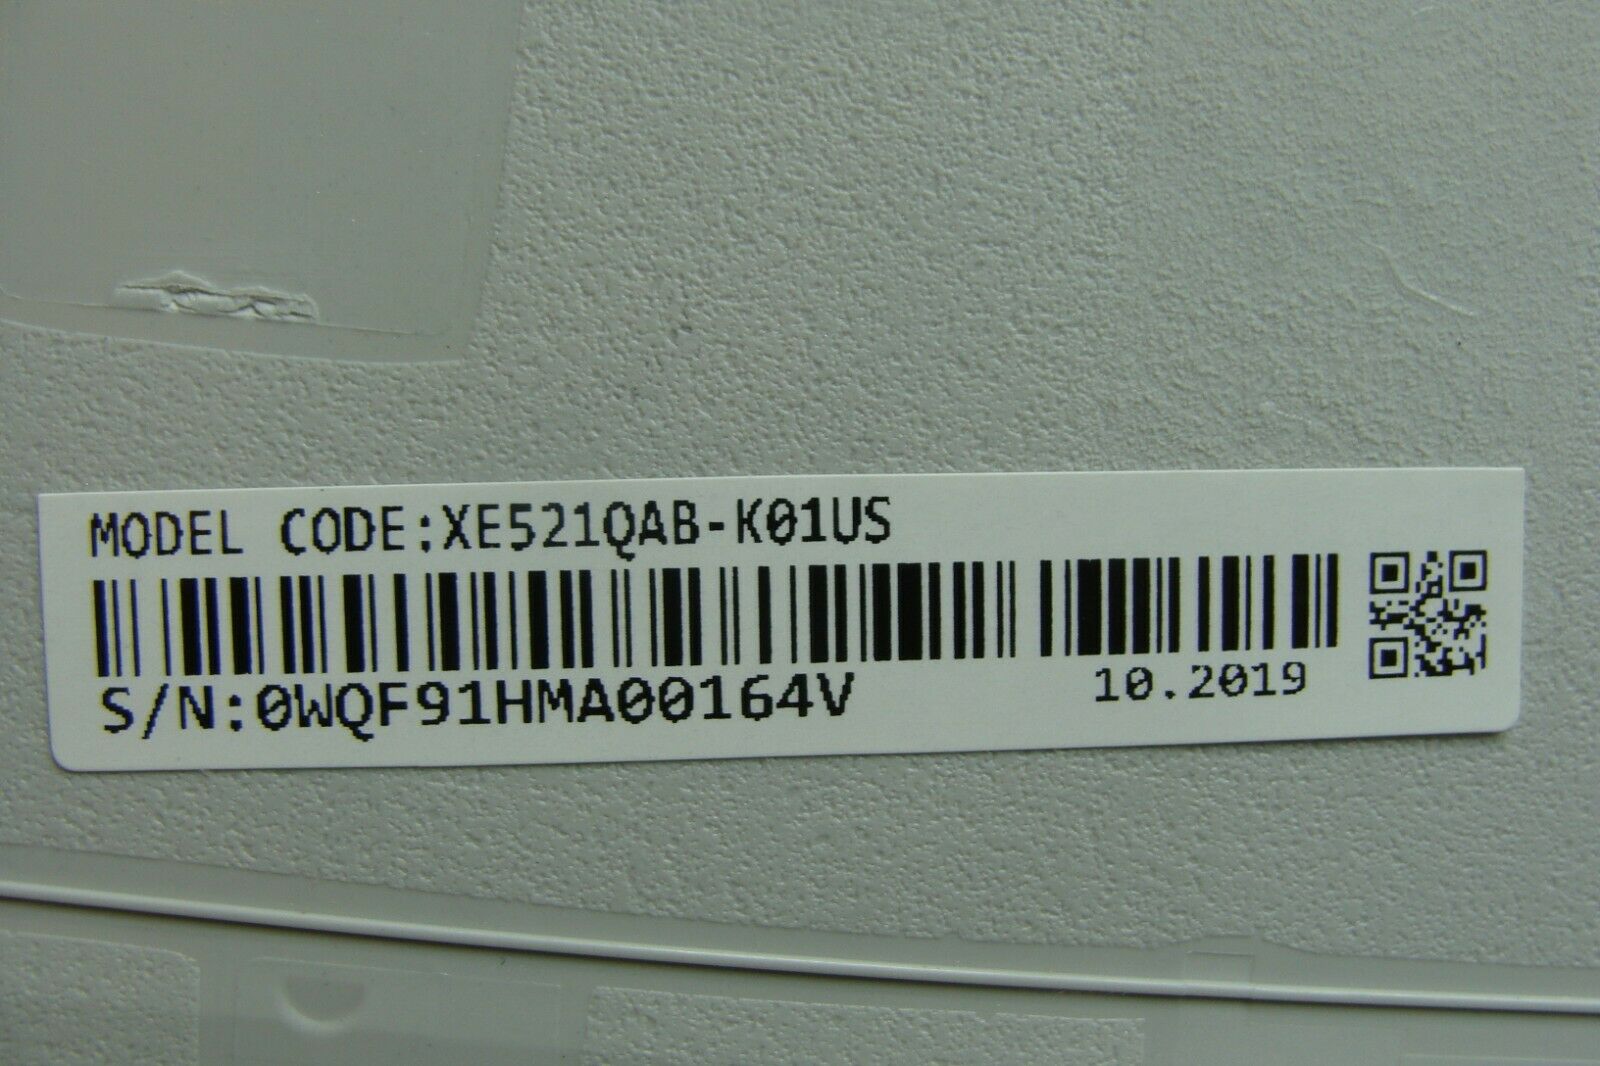 MODEL CODE:XE521QAB-K01US
S/N:0WQF91HMA00164V
10.2019